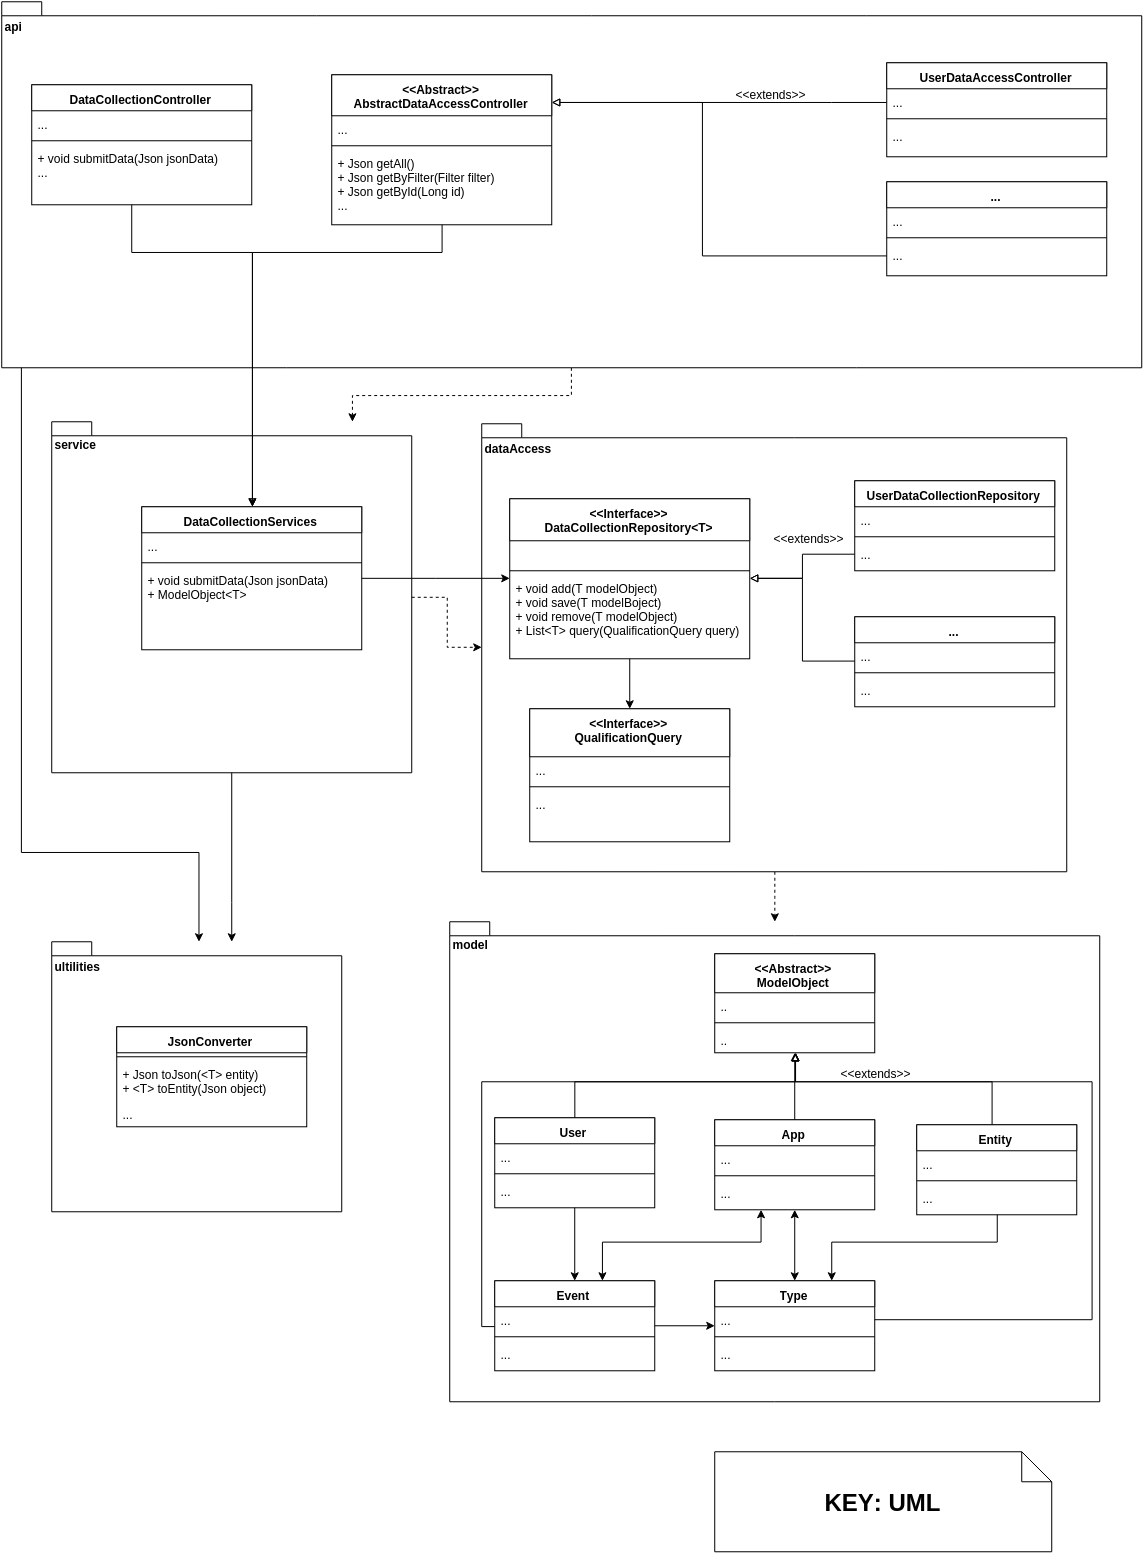 api
DataCollectionController
...
+ void submitData(Json jsonData)
...
<<Abstract>>
AbstractDataAccessController
...
+ Json getAll()
+ Json getByFilter(Filter filter)
+ Json getById(Long id)
...
<<extends>>
UserDataAccessController
...
...
...
...
...
service
DataCollectionServices
...
+ void submitData(Json jsonData)
+ ModelObject<T>
dataAccess
<<Interface>>
DataCollectionRepository<T>
+ void add(T modelObject)
+ void save(T modelBoject)
+ void remove(T modelObject)
+ List<T> query(QualificationQuery query)
<<extends>>
UserDataCollectionRepository
...
...
...
...
...
<<Interface>>
QualificationQuery
...
...
ultilities
JsonConverter
+ Json toJson(<T> entity)
+ <T> toEntity(Json object)
...
model
<<Abstract>>
ModelObject
..
..
<<extends>>
User
...
...
App
...
...
Entity
...
...
Event
...
...
Type
...
...
KEY: UML